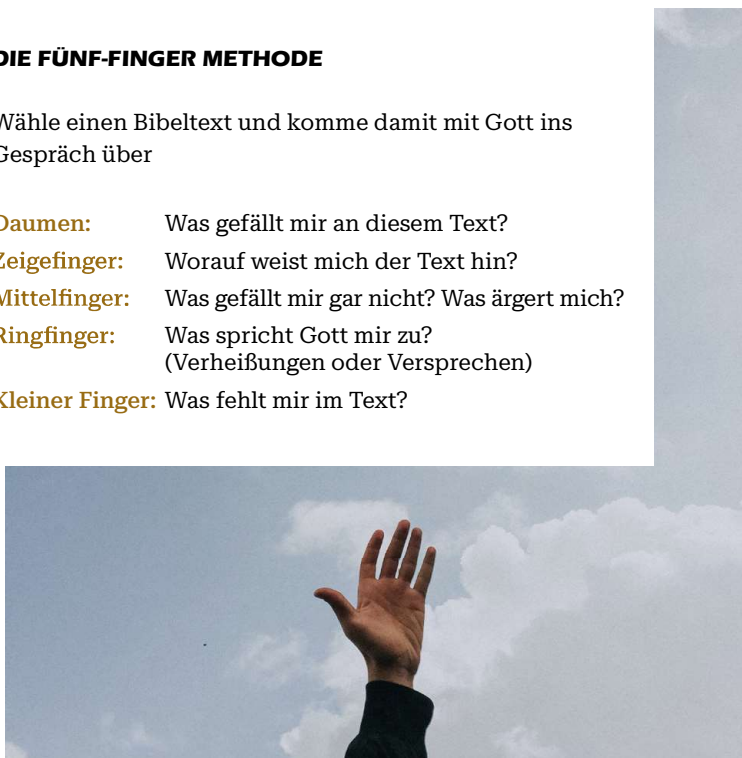 DIE FÜNF-FINGER METHODE
Wähle einen Bibeltext und komme damit mit Gott ins
Gespräch über
Daumen: Was gefällt mir an diesem Text?
Zeigefinger: Worauf weist mich der Text hin?
Mittelfinger: Was gefällt mir gar nicht? Was ärgert mich?
Ringfinger: Was spricht Gott mir zu?
(Verheißungen oder Versprechen)
Kleiner Finger: Was fehlt mir im Text?